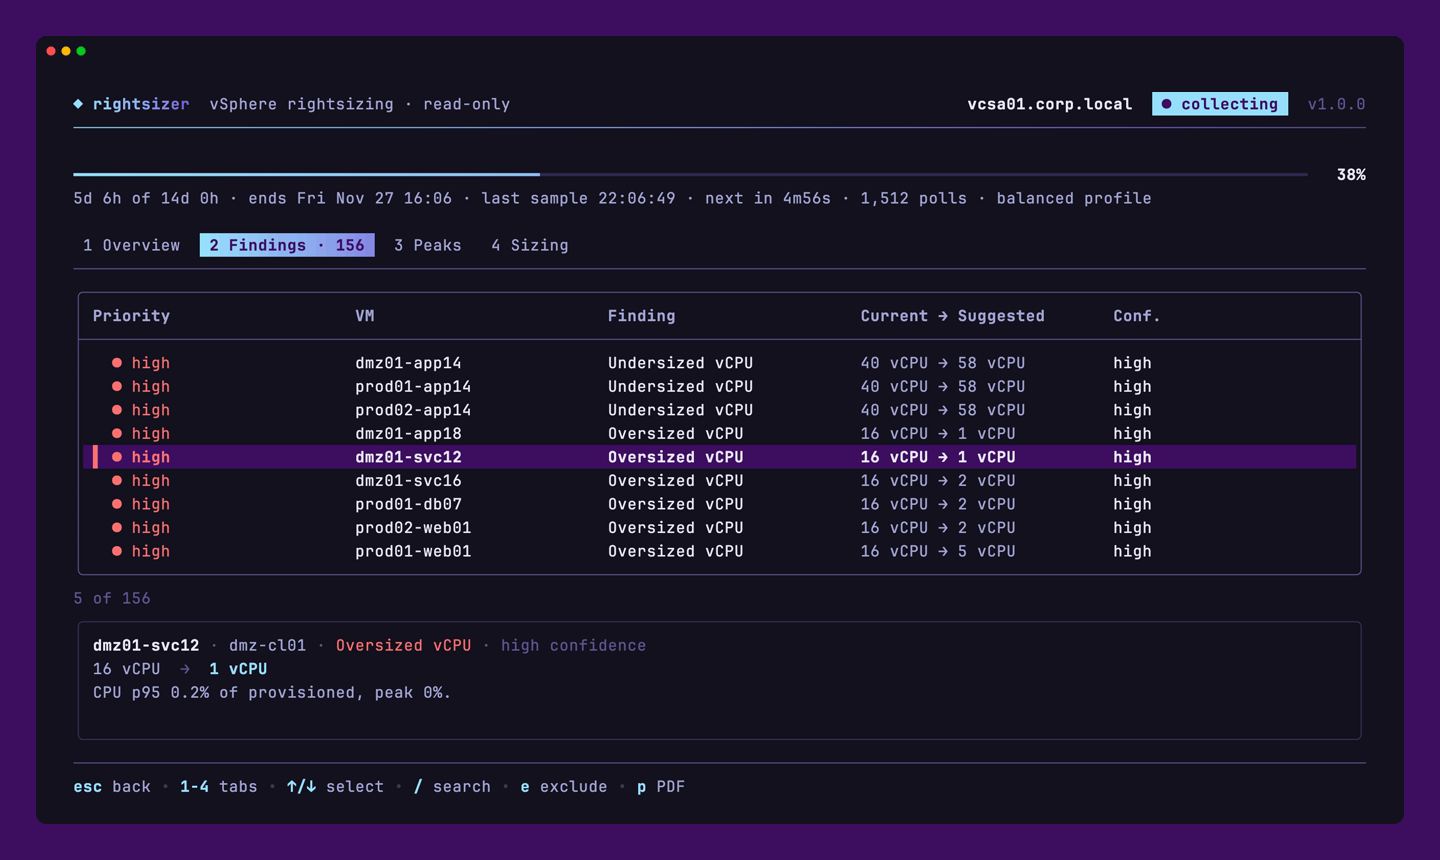 ◆ rightsizer vSphere rightsizing · read-only vcsa01.corp.local ● collecting v1.0.0
38%
5d 6h of 14d 0h · ends Fri Nov 27 16:06 · last sample 22:06:49 · next in 4m56s · 1,512 polls · balanced profile
1 Overview 2 Findings · 156 3 Peaks 4 Sizing
Priority VM Finding Current → Suggested Conf.
● high dmz01-app14 Undersized vCPU 40 vCPU → 58 vCPU high
● high prod01-app14 Undersized vCPU 40 vCPU → 58 vCPU high
● high prod02-app14 Undersized vCPU 40 vCPU → 58 vCPU high
● high dmz01-app18 Oversized vCPU 16 vCPU → 1 vCPU high
● high dmz01-svc12 Oversized vCPU 16 vCPU → 1 vCPU high
● high dmz01-svc16 Oversized vCPU 16 vCPU → 2 vCPU high
● high prod01-db07 Oversized vCPU 16 vCPU → 2 vCPU high
● high prod02-web01 Oversized vCPU 16 vCPU → 2 vCPU high
● high prod01-web01 Oversized vCPU 16 vCPU → 5 vCPU high
5 of 156
dmz01-svc12 · dmz-cl01 · Oversized vCPU · high confidence
16 vCPU → 1 vCPU
CPU p95 0.2% of provisioned, peak 0%.
esc back · 1-4 tabs · ↑/↓ select · / search · e exclude · p PDF